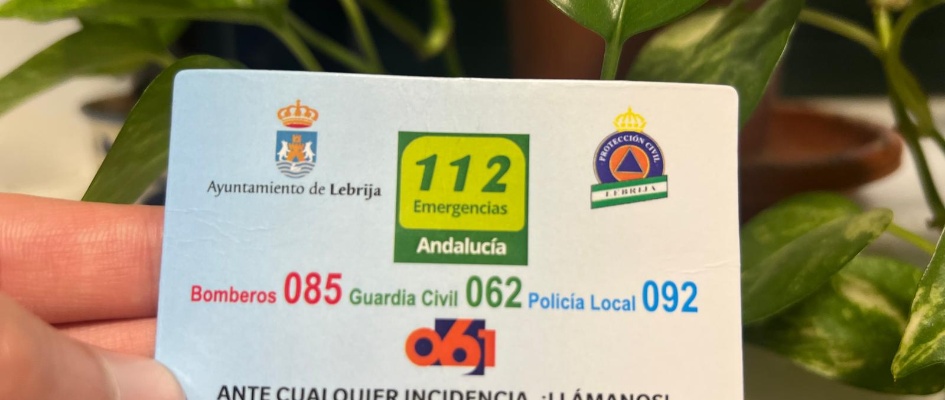 Ayuntamiento de Lebrija
112
Emergencias
Andalucía
PROTECCIÓN CIVIL
LEBRIJA
Bomberos 085 Guardia Civil 062 Policía Local 092
061
ANTE CUALQUIER INCIDENCIA ¡LLÁMANOS!